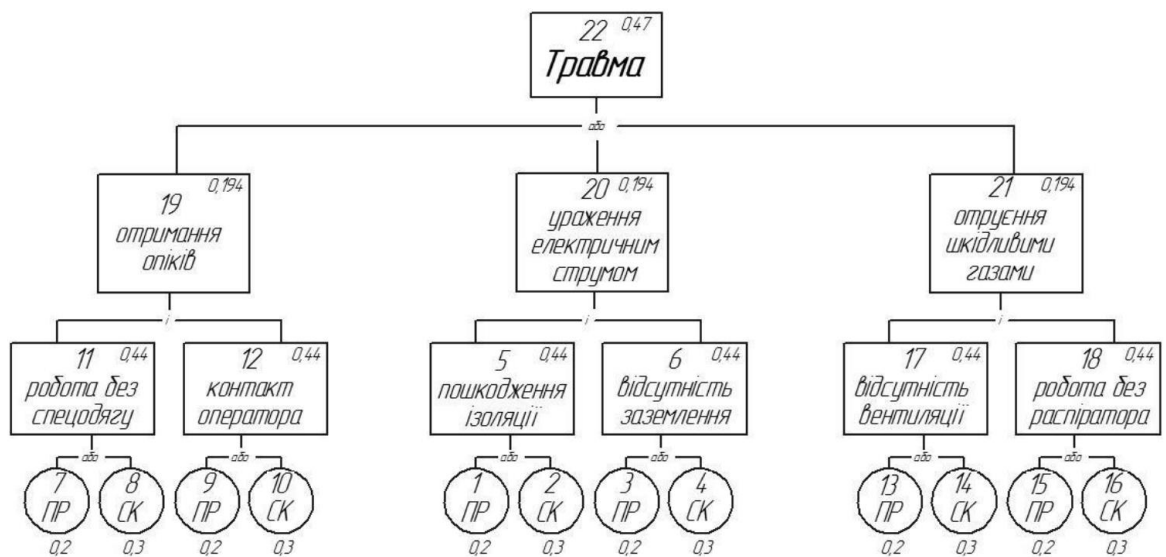 22 0,47
Травма
або
19 0,194
отримання
опіків
20 0,194
ураження
електричним
струмом
21 0,194
отруєння
шкідливими
газами
і
і
і
11 0,44
робота без
спецодягу
12 0,44
контакт
оператора
5 0,44
пошкодження
ізоляції
6 0,44
відсутність
заземлення
17 0,44
відсутність
вентиляції
18 0,44
робота без
распіратора
або
або
або
або
або
або
7
ПР
8
СК
9
ПР
10
СК
1
ПР
2
СК
3
ПР
4
СК
13
ПР
14
СК
15
ПР
16
СК
0,2 0,3 0,2 0,3 0,2 0,3 0,2 0,3 0,2 0,3 0,2 0,3